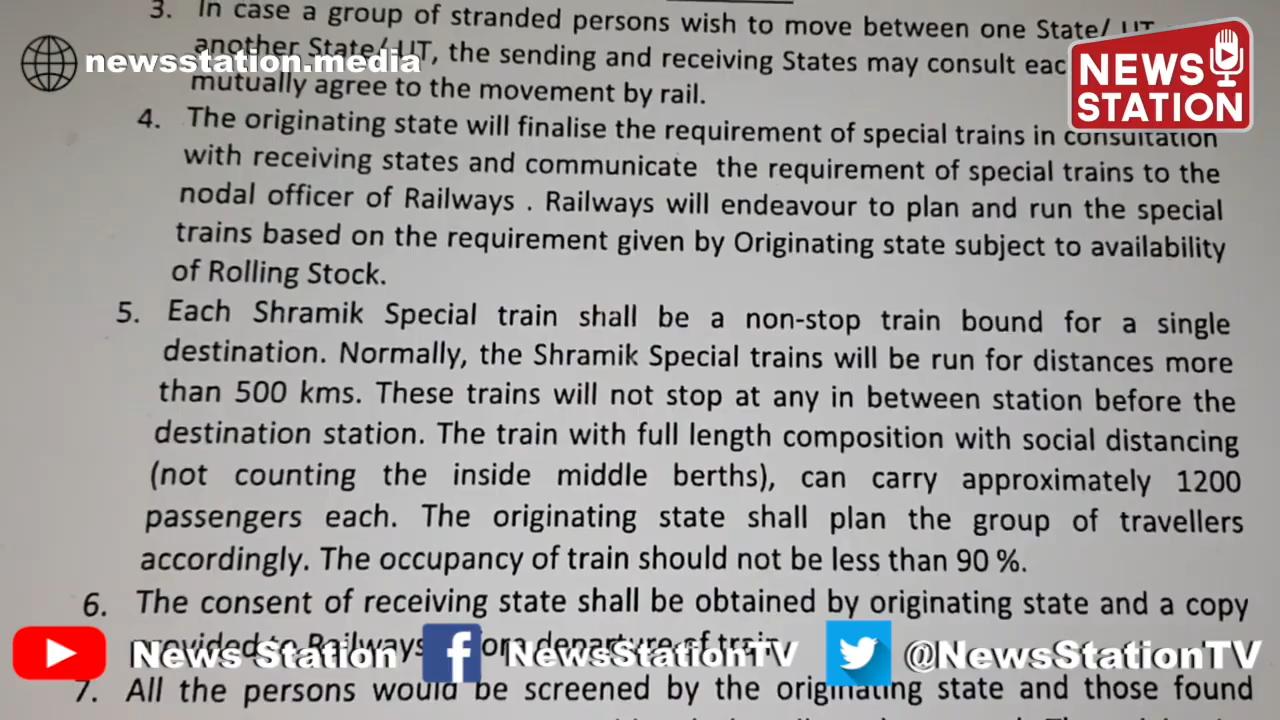 3. In case a group of stranded persons wish to move between one State/ UT
another State/ UT, the sending and receiving States may consult
mutually agree to the movement by rail.
newsstation.media
NEWS
STATION
4. The originating state will finalise the requirement of special trains in consultation
with receiving states and communicate the requirement of special trains to the
nodal officer of Railways . Railways will endeavour to plan and run the special
trains based on the requirement given by Originating state subject to availability
of Rolling Stock.
5. Each Shramik Special train shall be a non-stop train bound for a single
destination. Normally, the Shramik Special trains will be run for distances more
than 500 kms. These trains will not stop at any in between station before the
destination station. The train with full length composition with social distancing
(not counting the inside middle berths), can carry approximately 1200
passengers each. The originating state shall plan the group of travellers
accordingly. The occupancy of train should not be less than 90 %.
6. The consent of receiving state shall be obtained by originating state and a copy
provided to Railways departure of train
News Station
NewsStationTV
@NewsStationTV
7. All the persons would be screened by the originating state and those found